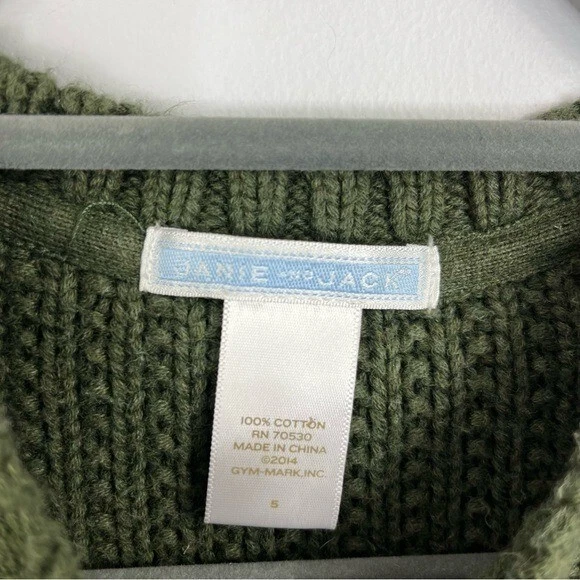 JANIE AND JACK
100% COTTON
RN 70530
MADE IN CHINA
©2014
GYM-MARK,INC.
5